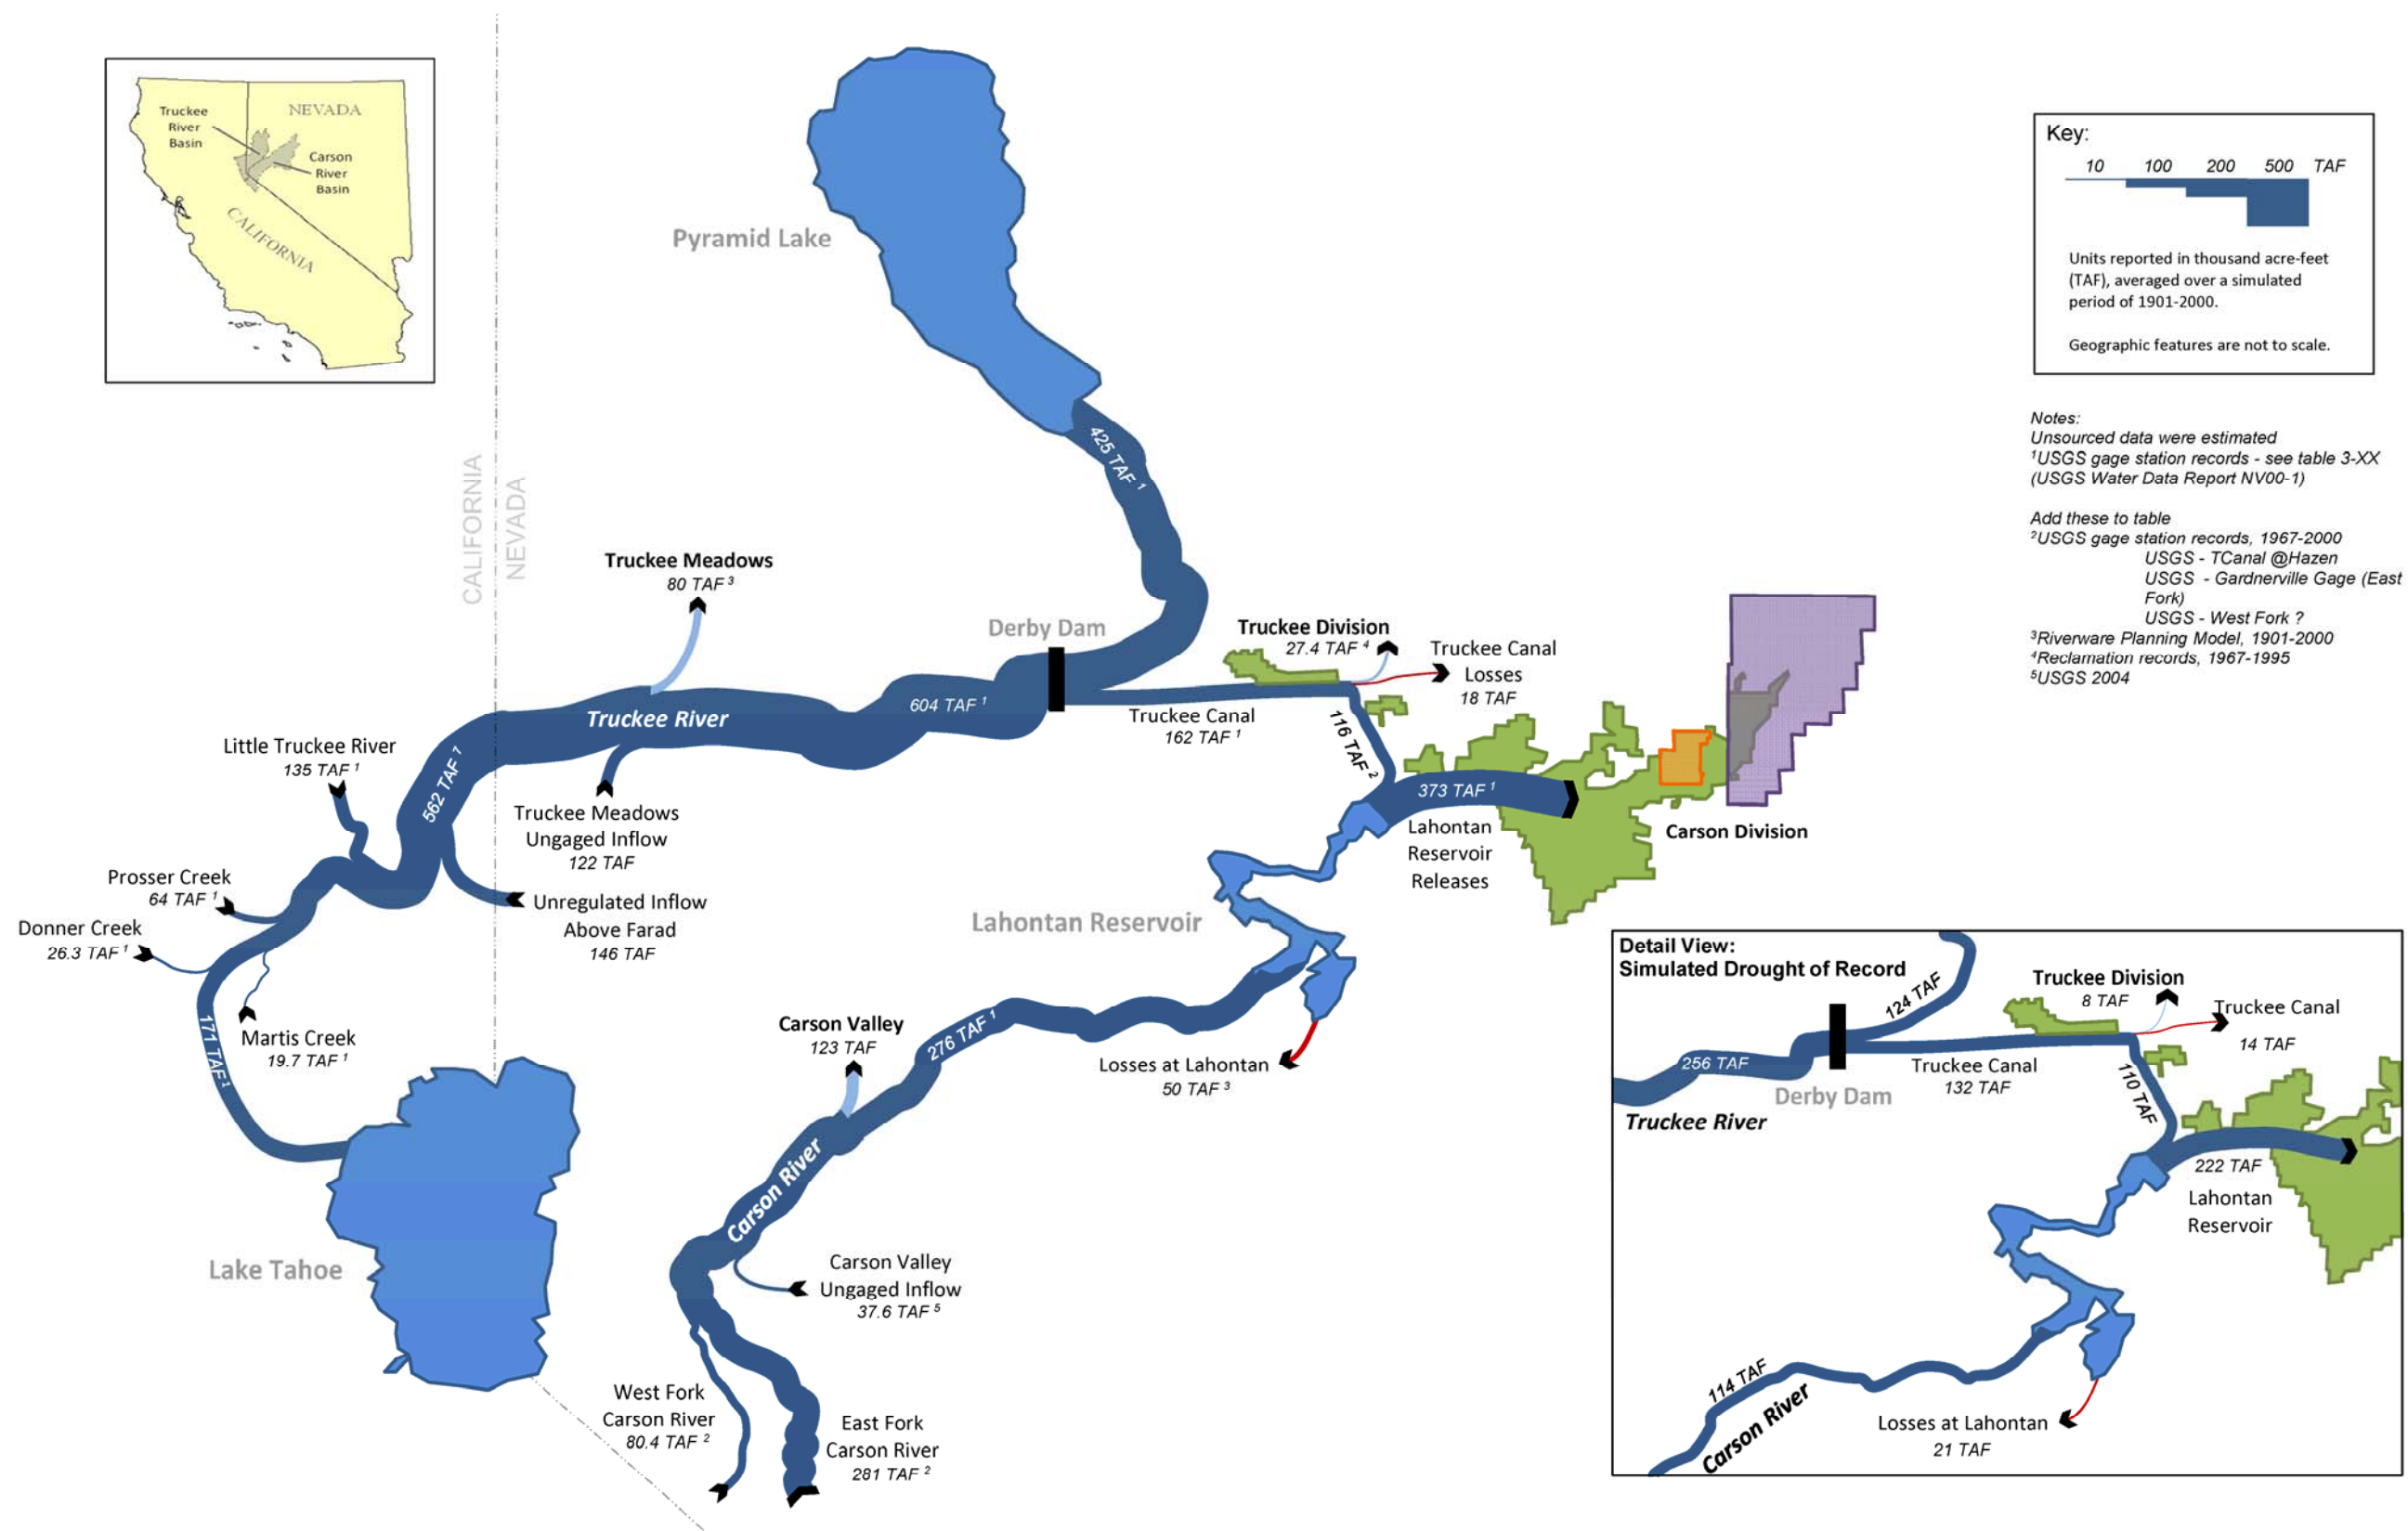 Truckee
River
Basin
NEVADA
Carson
River
Basin
CALIFORNIA
CALIFORNIA
NEVADA
Pyramid Lake
425 TAF 1
Key:
10 100 200 500 TAF
Units reported in thousand acre-feet
(TAF), averaged over a simulated
period of 1901-2000.
Geographic features are not to scale.
Notes:
Unsourced data were estimated
1USGS gage station records - see table 3-XX
(USGS Water Data Report NV00-1)
Add these to table
2USGS gage station records, 1967-2000
USGS - TCanal @Hazen
USGS - Gardnerville Gage (East
Fork)
USGS - West Fork ?
3Riverware Planning Model, 1901-2000
4Reclamation records, 1967-1995
5USGS 2004
Truckee Meadows
80 TAF 3
Derby Dam
Truckee Division
27.4 TAF 4
Truckee Canal
Losses
18 TAF
604 TAF 1
Truckee River
Truckee Canal
162 TAF 1
116 TAF 2
Little Truckee River
135 TAF 1
562 TAF 1
Truckee Meadows
Ungaged Inflow
122 TAF
373 TAF 1
Lahontan
Reservoir
Releases
Carson Division
Prosser Creek
64 TAF 1
Donner Creek
26.3 TAF 1
Unregulated Inflow
Above Farad
146 TAF
Lahontan Reservoir
Martis Creek
19.7 TAF 1
171 TAF 1
Carson Valley
123 TAF
276 TAF 1
Losses at Lahontan
50 TAF 3
Carson River
Lake Tahoe
Carson Valley
Ungaged Inflow
37.6 TAF 5
West Fork
Carson River
80.4 TAF 2
East Fork
Carson River
281 TAF 2
Detail View:
Simulated Drought of Record
124 TAF
Truckee Division
8 TAF
Truckee Canal
14 TAF
256 TAF
Truckee Canal
132 TAF
Derby Dam
110 TAF
Truckee River
222 TAF
Lahontan
Reservoir
114 TAF
Carson River
Losses at Lahontan
21 TAF